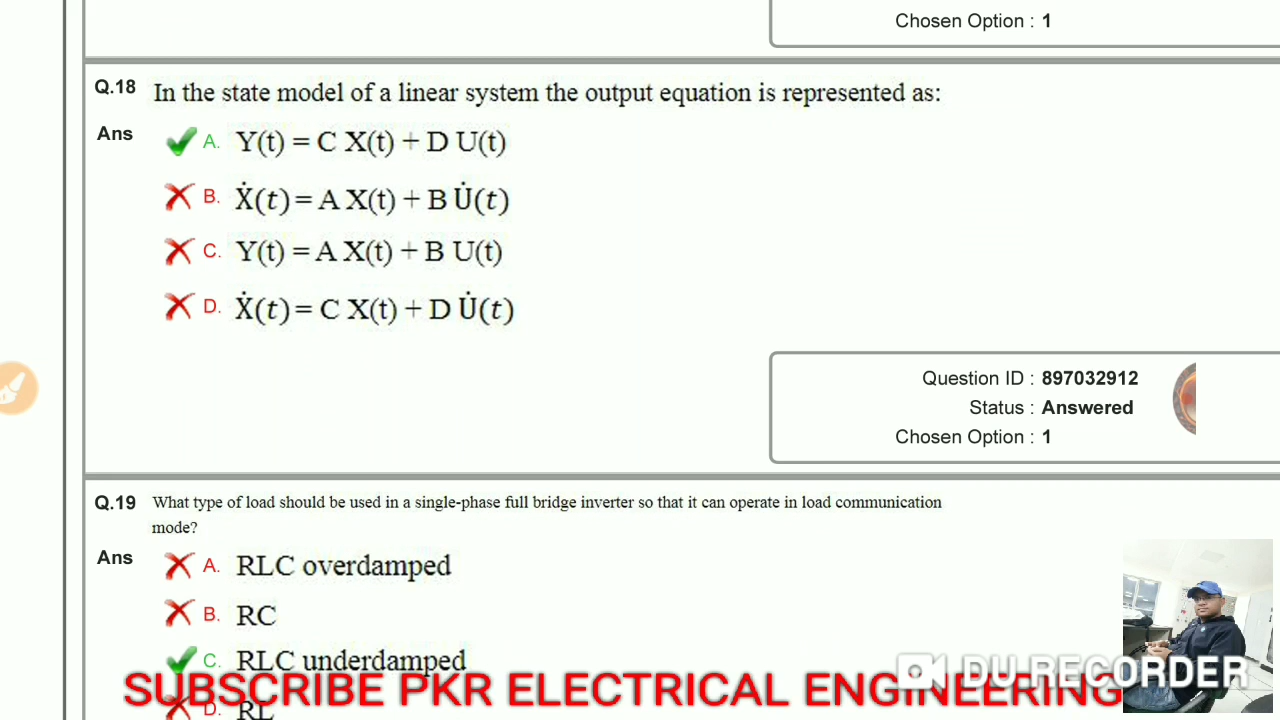 Chosen Option : 1
Q.18 In the state model of a linear system the output equation is represented as:
Ans A. Y(t) = C X(t) + D U(t)
B. Ẋ(t) = A X(t) + B U̇(t)
C. Y(t) = A X(t) + B U(t)
D. Ẋ(t) = C X(t) + D U̇(t)
Question ID : 897032912
Status : Answered
Chosen Option : 1
Q.19 What type of load should be used in a single-phase full bridge inverter so that it can operate in load communication
mode?
Ans A. RLC overdamped
B. RC
C. RLC underdamped
D. RL
SUBSCRIBE PKR ELECTRICAL ENGINEERING
DU RECORDER